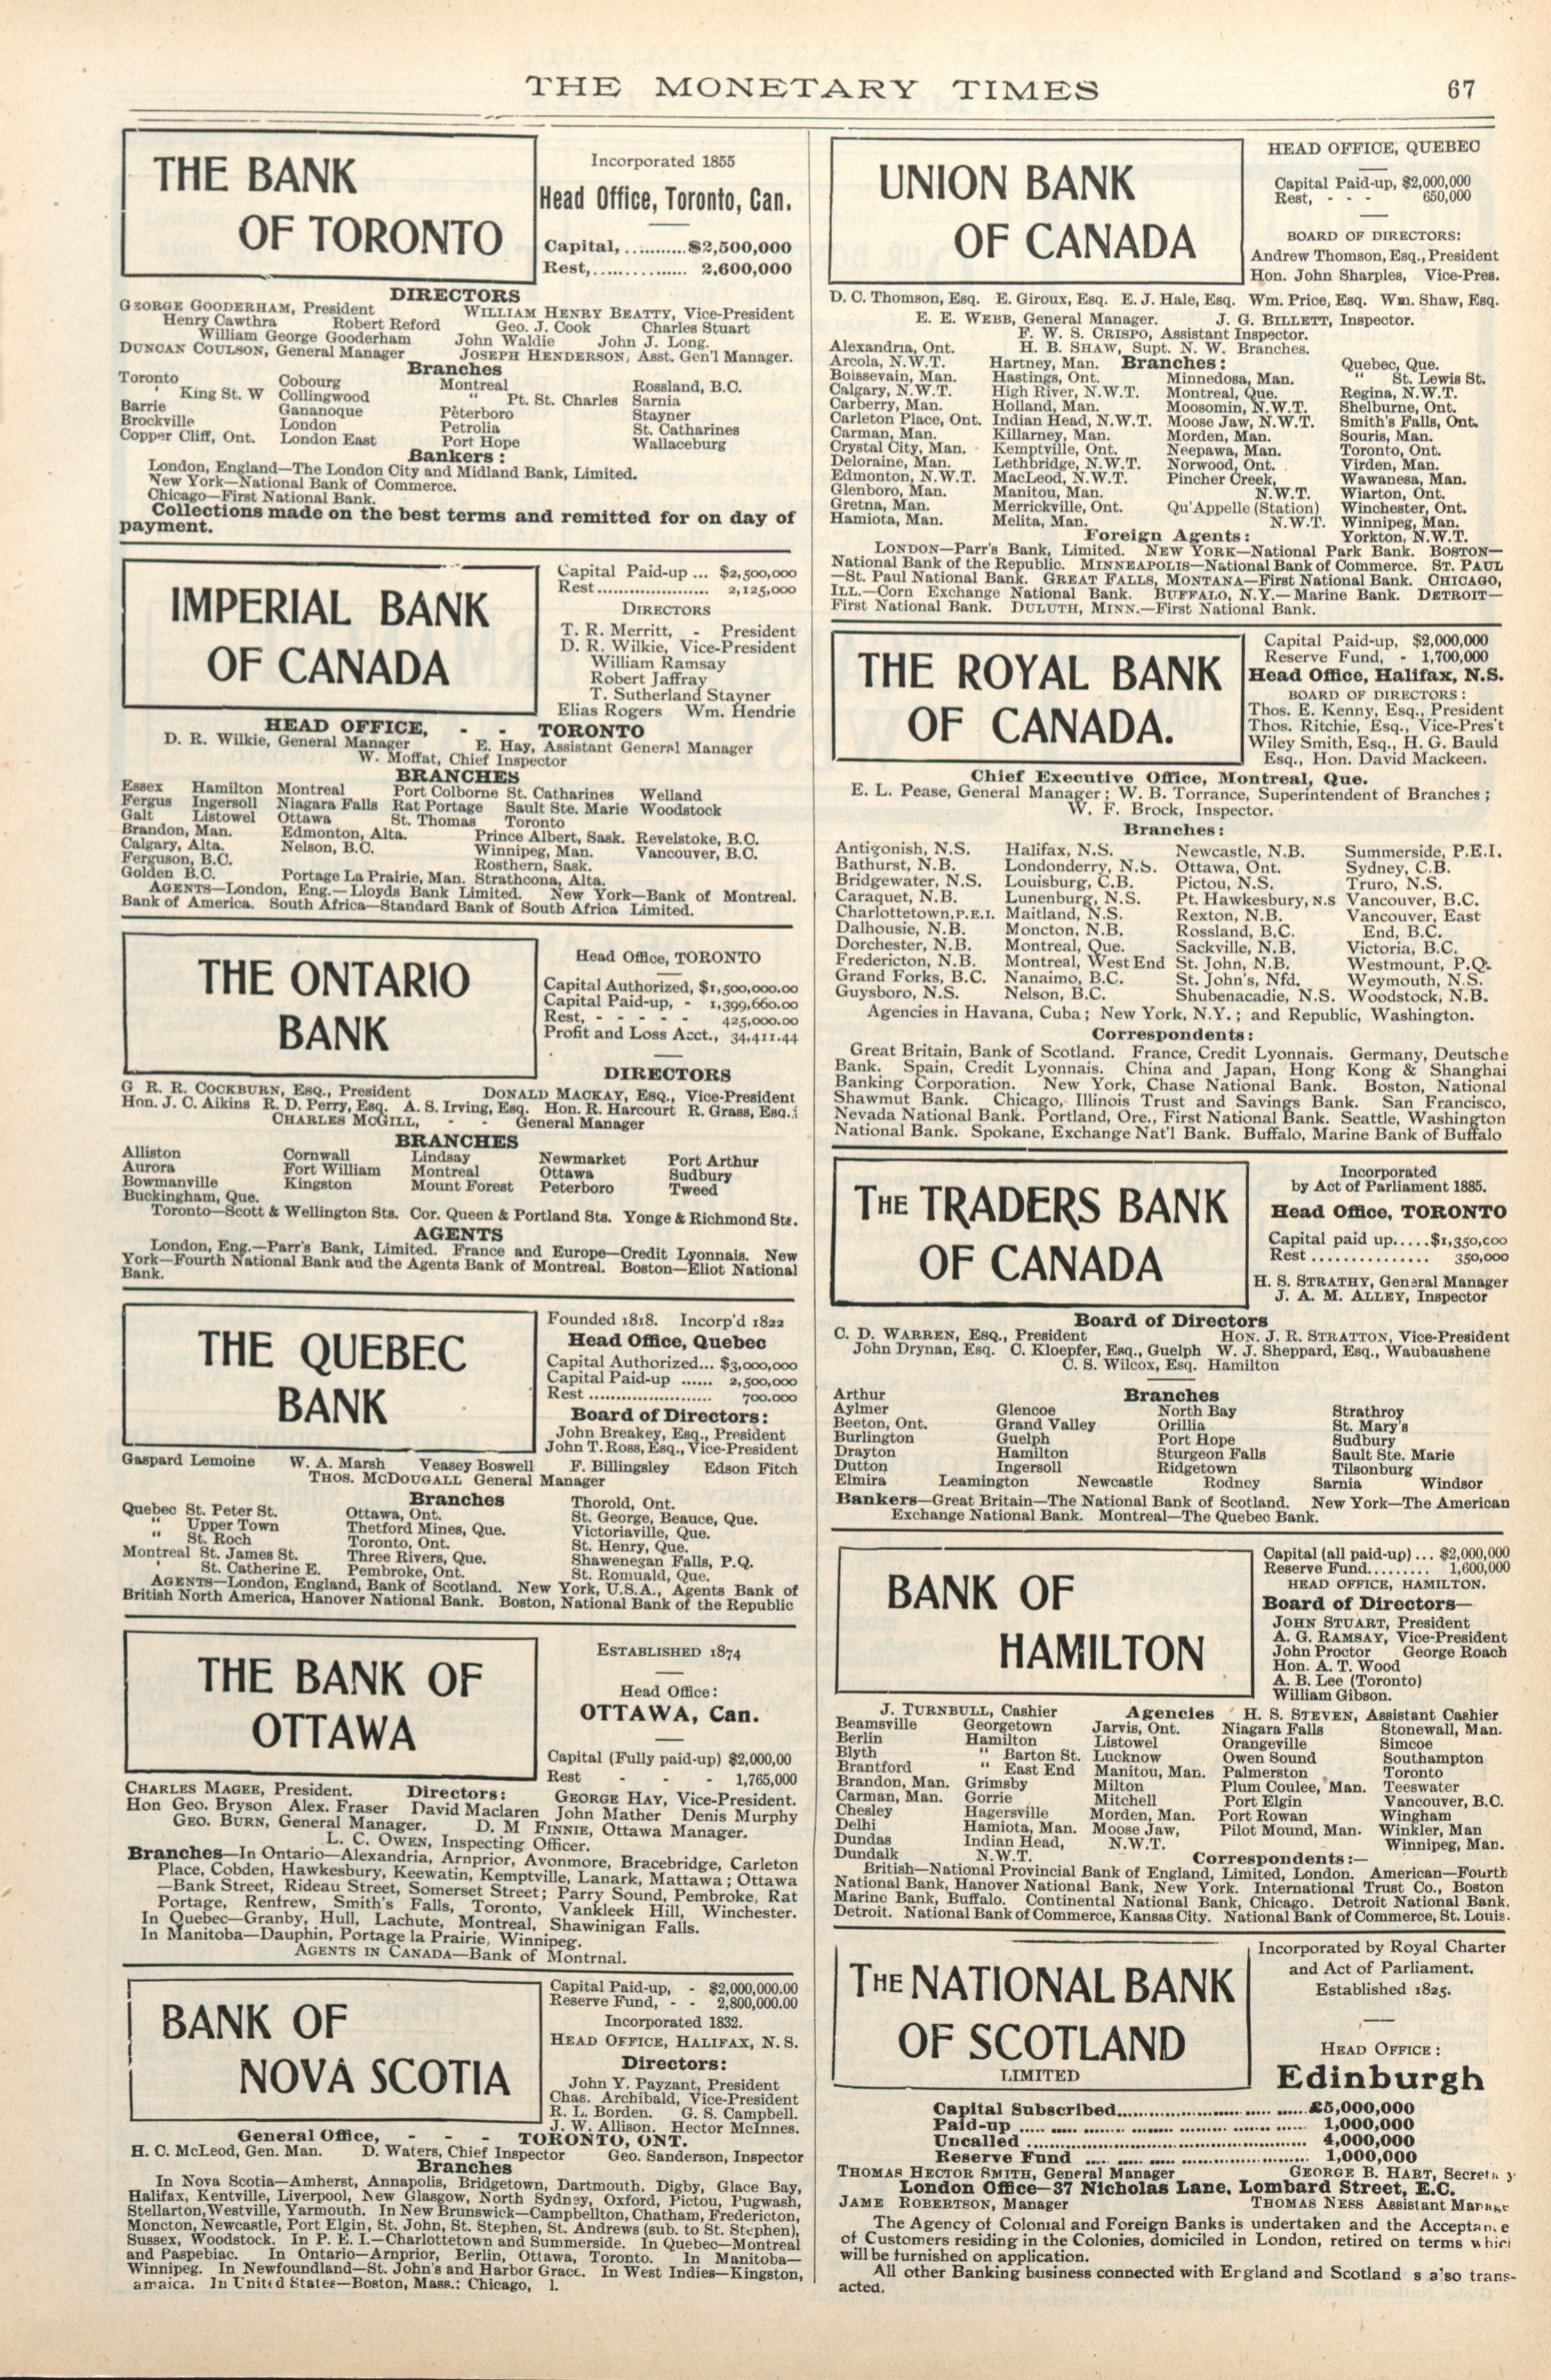 THE MONETARY TIMES 67
THE BANK
OF TORONTO
Incorporated 1855
Head Office, Toronto, Can.
Capital,...........$2,500,000
Rest,............... 2,600,000
DIRECTORS
GEORGE GOODERHAM, President WILLIAM HENRY BEATTY, Vice-President
Henry Cawthra Robert Reford Geo. J. Cook Charles Stuart
William George Gooderham John Waldie John J. Long.
DUNCAN COULSON, General Manager JOSEPH HENDERSON, Asst. Gen'l Manager.
Branches
Toronto Cobourg Montreal Rossland, B.C.
" King St. W Collingwood " Pt. St. Charles Sarnia
Barrie Gananoque Peterboro Stayner
Brockville London Petrolia St. Catharines
Copper Cliff, Ont. London East Port Hope Wallaceburg
Bankers :
London, England—The London City and Midland Bank, Limited.
New York—National Bank of Commerce.
Chicago—First National Bank.
Collections made on the best terms and remitted for on day of
payment.
IMPERIAL BANK
OF CANADA
Capital Paid-up ... $2,500,000
Rest..................... 2,125,000
DIRECTORS
T. R. Merritt, - President
D. R. Wilkie, Vice-President
William Ramsay
Robert Jaffray
T. Sutherland Stayner
Elias Rogers Wm. Hendrie
HEAD OFFICE, - - TORONTO
D. R. Wilkie, General Manager E. Hay, Assistant General Manager
W. Moffat, Chief Inspector
BRANCHES
Essex Hamilton Montreal Port Colborne St. Catharines Welland
Fergus Ingersoll Niagara Falls Rat Portage Sault Ste. Marie Woodstock
Galt Listowel Ottawa St. Thomas Toronto
Brandon, Man. Edmonton, Alta. Prince Albert, Sask. Revelstoke, B.C.
Calgary, Alta. Nelson, B.C. Winnipeg, Man. Vancouver, B.C.
Ferguson, B.C. Rosthern, Sask.
Golden B.C. Portage La Prairie, Man. Strathcona, Alta.
AGENTS—London, Eng.—Lloyds Bank Limited. New York—Bank of Montreal.
Bank of America. South Africa—Standard Bank of South Africa Limited.
THE ONTARIO
BANK
Head Office, TORONTO
Capital Authorized, $1,500,000.00
Capital Paid-up, - 1,399,660.00
Rest, - - - - - 425,000.00
Profit and Loss Acct., 34,411.44
DIRECTORS
G R. R. COCKBURN, ESQ., President DONALD MACKAY, ESQ., Vice-President
Hon. J. C. Aikins R. D. Perry, Esq. A. S. Irving, Esq. Hon. R. Harcourt R. Grass, Esq.;
CHARLES MCGILL, - - General Manager
BRANCHES
Alliston Cornwall Lindsay Newmarket Port Arthur
Aurora Fort William Montreal Ottawa Sudbury
Bowmanville Kingston Mount Forest Peterboro Tweed
Buckingham, Que.
Toronto—Scott & Wellington Sts. Cor. Queen & Portland Sts. Yonge & Richmond Sts.
AGENTS
London, Eng.—Parr's Bank, Limited. France and Europe—Credit Lyonnais. New
York—Fourth National Bank and the Agents Bank of Montreal. Boston—Eliot National
Bank.
THE QUEBEC
BANK
Founded 1818. Incorp'd 1822
Head Office, Quebec
Capital Authorized... $3,000,000
Capital Paid-up ...... 2,500,000
Rest ....................... 700.000
Board of Directors:
John Breakey, Esq., President
John T. Ross, Esq., Vice-President
Gaspard Lemoine W. A. Marsh Veasey Boswell F. Billingsley Edson Fitch
THOS. MCDOUGALL General Manager
Branches
Quebec St. Peter St. Ottawa, Ont. Thorold, Ont.
" Upper Town Thetford Mines, Que. St. George, Beauce, Que.
" St. Roch Toronto, Ont. Victoriaville, Que.
Montreal St. James St. Three Rivers, Que. St. Henry, Que.
" St. Catherine E. Pembroke, Ont. Shawenegan Falls, P.Q.
St. Romuald, Que.
AGENTS—London, England, Bank of Scotland. New York, U.S.A., Agents Bank of
British North America, Hanover National Bank. Boston, National Bank of the Republic
THE BANK OF
OTTAWA
ESTABLISHED 1874
Head Office:
OTTAWA, Can.
Capital (Fully paid-up) $2,000,00
Rest - - - 1,765,000
CHARLES MAGEE, President. Directors: GEORGE HAY, Vice-President.
Hon Geo. Bryson Alex. Fraser David Maclaren John Mather Denis Murphy
GEO. BURN, General Manager. D. M FINNIE, Ottawa Manager.
L. C. OWEN, Inspecting Officer.
Branches—In Ontario—Alexandria, Arnprior, Avonmore, Bracebridge, Carleton
Place, Cobden, Hawkesbury, Keewatin, Kemptville, Lanark, Mattawa; Ottawa
—Bank Street, Rideau Street, Somerset Street; Parry Sound, Pembroke, Rat
Portage, Renfrew, Smith's Falls, Toronto, Vankleek Hill, Winchester.
In Quebec—Granby, Hull, Lachute, Montreal, Shawinigan Falls.
In Manitoba—Dauphin, Portage la Prairie, Winnipeg.
AGENTS IN CANADA—Bank of Montrnal.
BANK OF
NOVA SCOTIA
Capital Paid-up, - $2,000,000.00
Reserve Fund, - - 2,800,000.00
Incorporated 1832.
HEAD OFFICE, HALIFAX, N. S.
Directors:
John Y. Payzant, President
Chas. Archibald, Vice-President
R. L. Borden. G. S. Campbell.
J. W. Allison. Hector McInnes.
General Office, - - - TORONTO, ONT.
H. C. McLeod, Gen. Man. D. Waters, Chief Inspector Geo. Sanderson, Inspector
Branches
In Nova Scotia—Amherst, Annapolis, Bridgetown, Dartmouth. Digby, Glace Bay,
Halifax, Kentville, Liverpool, New Glasgow, North Sydney, Oxford, Pictou, Pugwash,
Stellarton, Westville, Yarmouth. In New Brunswick—Campbellton, Chatham, Fredericton,
Moncton, Newcastle, Port Elgin, St. John, St. Stephen, St. Andrews (sub. to St. Stephen),
Sussex, Woodstock. In P. E. I.—Charlottetown and Summerside. In Quebec—Montreal
and Paspebiac. In Ontario—Arnprior, Berlin, Ottawa, Toronto. In Manitoba—
Winnipeg. In Newfoundland—St. John's and Harbor Grace. In West Indies—Kingston,
amaica. In United States—Boston, Mass.: Chicago, l.
UNION BANK
OF CANADA
HEAD OFFICE, QUEBEC
Capital Paid-up, $2,000,000
Rest, - - - 650,000
BOARD OF DIRECTORS:
Andrew Thomson, Esq., President
Hon. John Sharples, Vice-Pres.
D. C. Thomson, Esq. E. Giroux, Esq. E. J. Hale, Esq. Wm. Price, Esq. Wm. Shaw, Esq.
E. E. WEBB, General Manager. J. G. BILLETT, Inspector.
F. W. S. CRISPO, Assistant Inspector.
H. B. SHAW, Supt. N. W. Branches.
Alexandria, Ont.
Arcola, N.W.T. Hartney, Man. Branches: Quebec, Que.
Boissevain, Man. Hastings, Ont. Minnedosa, Man. " St. Lewis St.
Calgary, N.W.T. High River, N.W.T. Montreal, Que. Regina, N.W.T.
Carberry, Man. Holland, Man. Moosomin, N.W.T. Shelburne, Ont.
Carleton Place, Ont. Indian Head, N.W.T. Moose Jaw, N.W.T. Smith's Falls, Ont.
Carman, Man. Killarney, Man. Morden, Man. Souris, Man.
Crystal City, Man. Kemptville, Ont. Neepawa, Man. Toronto, Ont.
Deloraine, Man. Lethbridge, N.W.T. Norwood, Ont. Virden, Man.
Edmonton, N.W.T. MacLeod, N.W.T. Pincher Creek, Wawanesa, Man.
Glenboro, Man. Manitou, Man. N.W.T. Wiarton, Ont.
Gretna, Man. Merrickville, Ont. Qu'Appelle (Station) Winchester, Ont.
Hamiota, Man. Melita, Man. N.W.T. Winnipeg, Man.
Foreign Agents: Yorkton, N.W.T.
LONDON—Parr's Bank, Limited. NEW YORK—National Park Bank. BOSTON—
National Bank of the Republic. MINNEAPOLIS—National Bank of Commerce. ST. PAUL
—St. Paul National Bank. GREAT FALLS, MONTANA—First National Bank. CHICAGO,
ILL.—Corn Exchange National Bank. BUFFALO, N.Y.—Marine Bank. DETROIT—
First National Bank. DULUTH, MINN.—First National Bank.
THE ROYAL BANK
OF CANADA.
Capital Paid-up, $2,000,000
Reserve Fund, - 1,700,000
Head Office, Halifax, N.S.
BOARD OF DIRECTORS:
Thos. E. Kenny, Esq., President
Thos. Ritchie, Esq., Vice-Pres't
Wiley Smith, Esq., H. G. Bauld
Esq., Hon. David Mackeen.
Chief Executive Office, Montreal, Que.
E. L. Pease, General Manager; W. B. Torrance, Superintendent of Branches;
W. F. Brock, Inspector.
Branches:
Antigonish, N.S. Halifax, N.S. Newcastle, N.B. Summerside, P.E.I.
Bathurst, N.B. Londonderry, N.S. Ottawa, Ont. Sydney, C.B.
Bridgewater, N.S. Louisburg, C.B. Pictou, N.S. Truro, N.S.
Caraquet, N.B. Lunenburg, N.S. Pt. Hawkesbury, N.S Vancouver, B.C.
Charlottetown, P.E.I. Maitland, N.S. Rexton, N.B. Vancouver, East
Dalhousie, N.B. Moncton, N.B. Rossland, B.C. End, B.C.
Dorchester, N.B. Montreal, Que. Sackville, N.B. Victoria, B.C.
Fredericton, N.B. Montreal, West End St. John, N.B. Westmount, P.Q.
Grand Forks, B.C. Nanaimo, B.C. St. John's, Nfd. Weymouth, N.S.
Guysboro, N.S. Nelson, B.C. Shubenacadie, N.S. Woodstock, N.B.
Agencies in Havana, Cuba; New York, N.Y.; and Republic, Washington.
Correspondents:
Great Britain, Bank of Scotland. France, Credit Lyonnais. Germany, Deutsche
Bank. Spain, Credit Lyonnais. China and Japan, Hong Kong & Shanghai
Banking Corporation. New York, Chase National Bank. Boston, National
Shawmut Bank. Chicago, Illinois Trust and Savings Bank. San Francisco,
Nevada National Bank. Portland, Ore., First National Bank. Seattle, Washington
National Bank. Spokane, Exchange Nat'l Bank. Buffalo, Marine Bank of Buffalo
THE TRADERS BANK
OF CANADA
Incorporated
by Act of Parliament 1885.
Head Office, TORONTO
Capital paid up.....$1,350,000
Rest ............... 350,000
H. S. STRATHY, General Manager
J. A. M. ALLEY, Inspector
Board of Directors
C. D. WARREN, ESQ., President HON. J. R. STRATTON, Vice-President
John Drynan, Esq. C. Kloepfer, Esq., Guelph W. J. Sheppard, Esq., Waubaushene
C. S. Wilcox, Esq. Hamilton
Arthur Branches
Aylmer Glencoe North Bay Strathroy
Beeton, Ont. Grand Valley Orillia St. Mary's
Burlington Guelph Port Hope Sudbury
Drayton Hamilton Sturgeon Falls Sault Ste. Marie
Dutton Ingersoll Ridgetown Tilsonburg
Elmira Leamington Newcastle Rodney Sarnia Windsor
Bankers—Great Britain—The National Bank of Scotland. New York—The American
Exchange National Bank. Montreal—The Quebec Bank.
BANK OF
HAMILTON
Capital (all paid-up) ... $2,000,000
Reserve Fund......... 1,600,000
HEAD OFFICE, HAMILTON.
Board of Directors—
JOHN STUART, President
A. G. RAMSAY, Vice-President
John Proctor George Roach
Hon. A. T. Wood
A. B. Lee (Toronto)
William Gibson.
J. TURNBULL, Cashier Agencies H. S. STEVEN, Assistant Cashier
Beamsville Georgetown Jarvis, Ont. Niagara Falls Stonewall, Man.
Berlin Hamilton Listowel Orangeville Simcoe
Blyth " Barton St. Lucknow Owen Sound Southampton
Brantford " East End Manitou, Man. Palmerston Toronto
Brandon, Man. Grimsby Milton Plum Coulee, Man. Teeswater
Carman, Man. Gorrie Mitchell Port Elgin Vancouver, B.C.
Chesley Hagersville Morden, Man. Port Rowan Wingham
Delhi Hamiota, Man. Moose Jaw, Pilot Mound, Man. Winkler, Man
Dundas Indian Head, N.W.T. Winnipeg, Man.
Dundalk N.W.T. Correspondents:—
British—National Provincial Bank of England, Limited, London. American—Fourth
National Bank, Hanover National Bank, New York. International Trust Co., Boston
Marine Bank, Buffalo. Continental National Bank, Chicago. Detroit National Bank,
Detroit. National Bank of Commerce, Kansas City. National Bank of Commerce, St. Louis.
THE NATIONAL BANK
OF SCOTLAND
LIMITED
Incorporated by Royal Charter
and Act of Parliament.
Established 1825.
HEAD OFFICE:
Edinburgh
Capital Subscribed..........£5,000,000
Paid-up .......... 1,000,000
Uncalled .......... 4,000,000
Reserve Fund .......... 1,000,000
THOMAS HECTOR SMITH, General Manager GEORGE B. HART, Secret y
London Office—37 Nicholas Lane, Lombard Street, E.C.
JAME ROBERTSON, Manager THOMAS NESS Assistant Manage
The Agency of Colonial and Foreign Banks is undertaken and the Acceptan e
of Customers residing in the Colonies, domiciled in London, retired on terms which
will be furnished on application.
All other Banking business connected with England and Scotland s also trans-
acted.